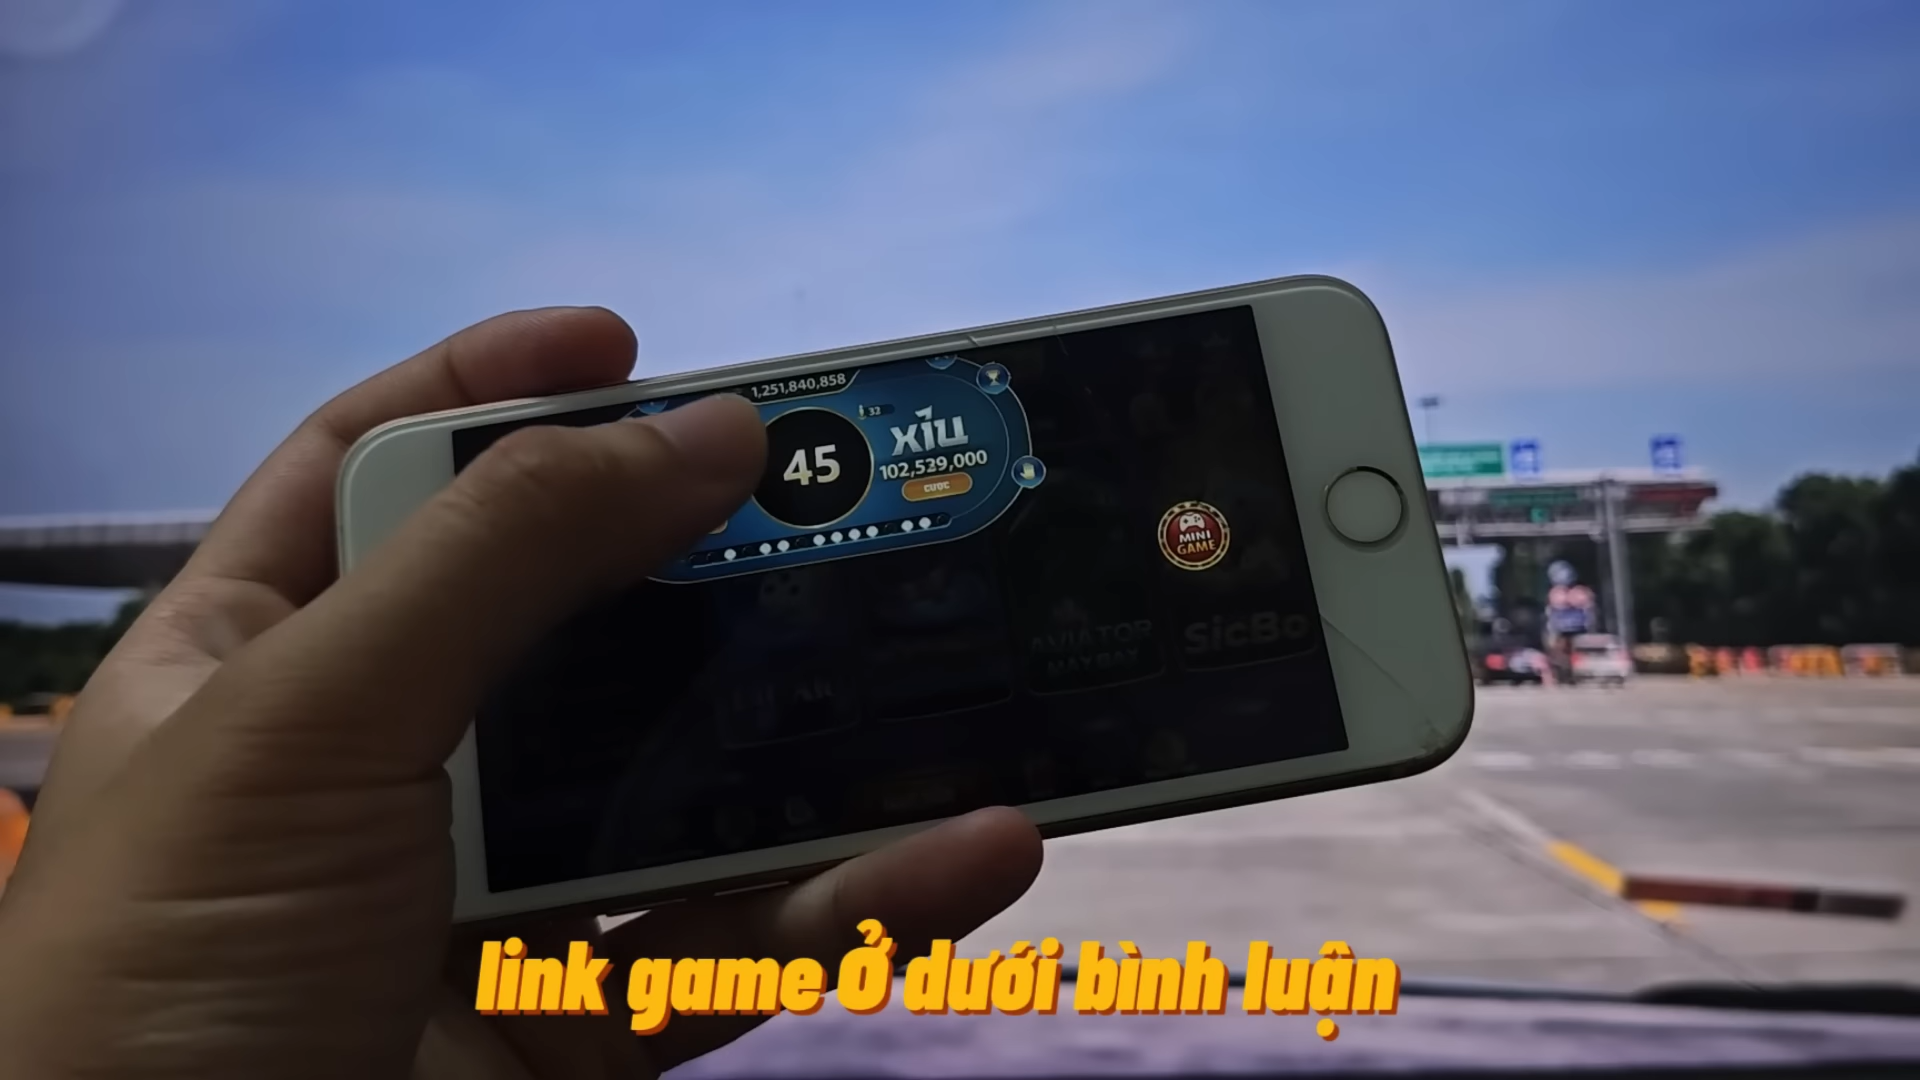 1,251,840,858
32
45
XỈU
102,529,000
CƯỢC
MINI
GAME
AVIATOR
MAYBAY
SicBo
link game Ở dưới bình luận